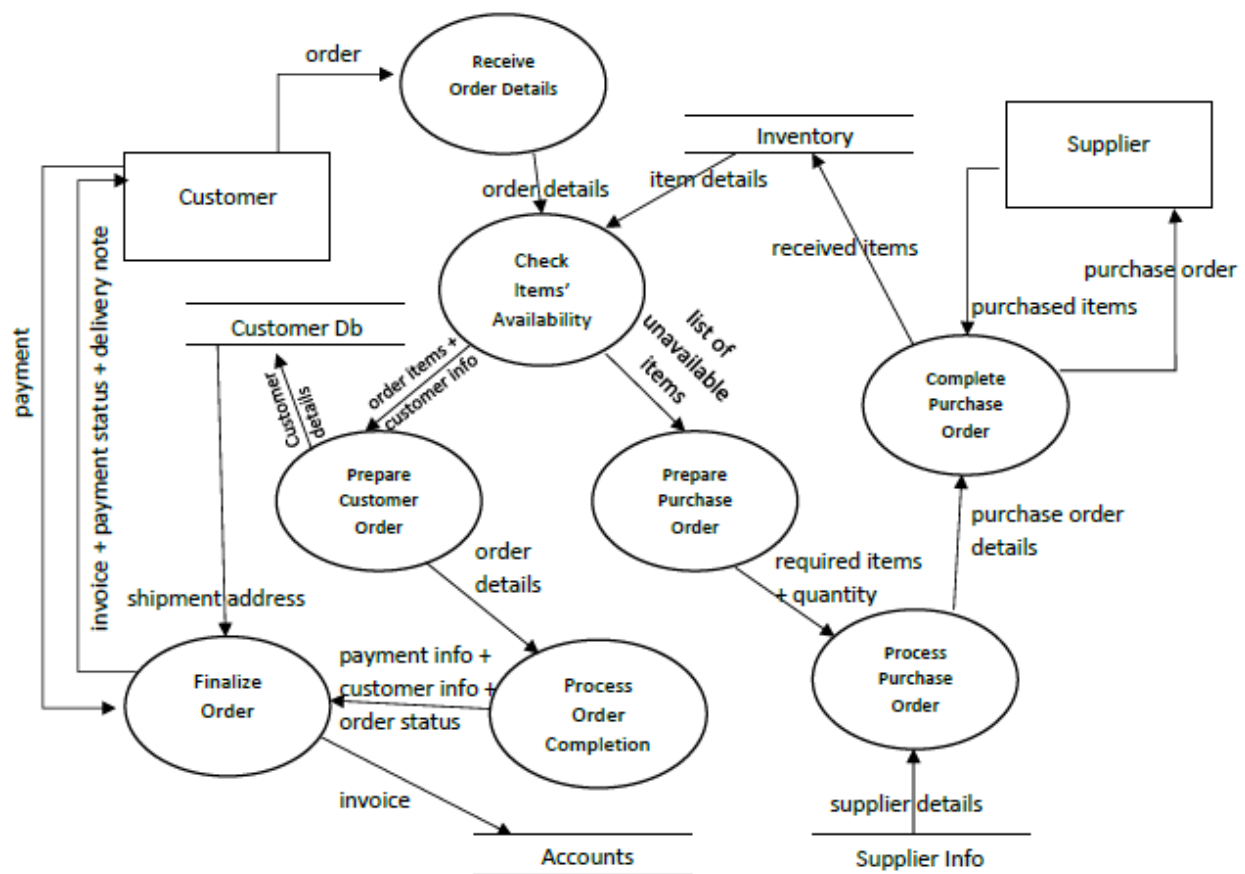 order
Receive
Order Details
Inventory
Supplier
Customer
order details
item details
received items
purchase order
purchased items
Check
Items'
Availability
Customer Db
list of
unavailable
items
order items +
customer info
Customer
details
payment
invoice + payment status + delivery note
Complete
Purchase
Order
Prepare
Customer
Order
Prepare
Purchase
Order
purchase order
details
order
details
required items
+ quantity
shipment address
payment info +
customer info +
order status
Finalize
Order
Process
Order
Completion
Process
Purchase
Order
invoice
supplier details
Accounts
Supplier Info